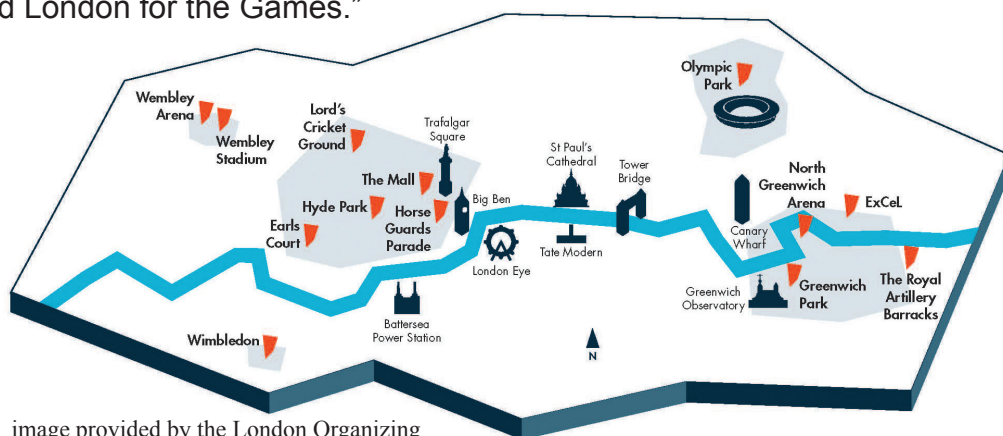 d London for the Games.”
Wembley
Arena
Wembley
Stadium
Lord’s
Cricket
Ground
Trafalgar
Square
The Mall
Hyde Park
Horse
Guards
Parade
Big Ben
Earls
Court
London Eye
Battersea
Power Station
Wimbledon
St Paul’s
Cathedral
Tate Modern
Tower
Bridge
Olympic
Park
North
Greenwich
Arena
ExCeL
Canary
Wharf
Greenwich
Observatory
Greenwich
Park
The Royal
Artillery
Barracks
N
image provided by the London Organizing